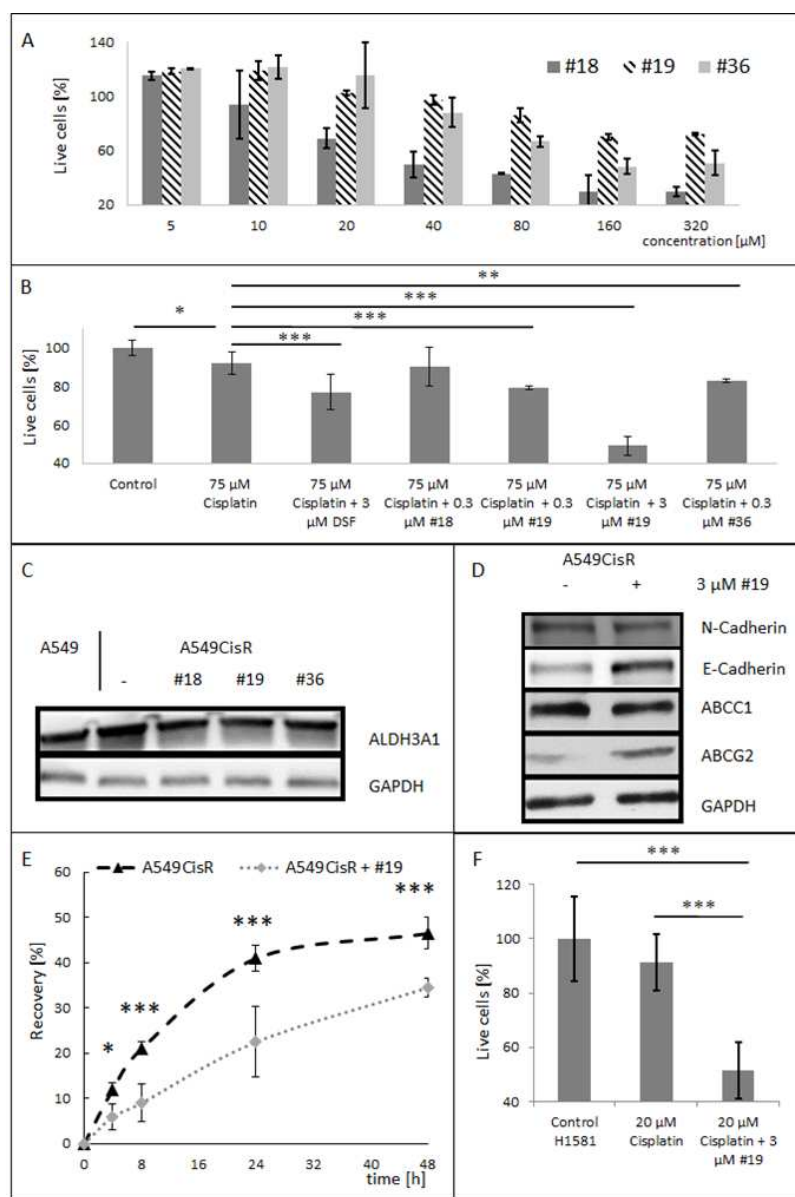 A
Live cells [%]
140
100
60
20
#18 #19 #36
5 10 20 40 80 160 320
concentration [µM]
B
Live cells [%]
100
80
60
40
* *** *** *** **
Control
75 µM Cisplatin
75 µM Cisplatin + 3 µM DSF
75 µM Cisplatin + 0.3 µM #18
75 µM Cisplatin + 0.3 µM #19
75 µM Cisplatin + 3 µM #19
75 µM Cisplatin + 0.3 µM #36
C
A549 A549CisR
- #18 #19 #36
ALDH3A1
GAPDH
D
A549CisR
- + 3 µM #19
N-Cadherin
E-Cadherin
ABCC1
ABCG2
GAPDH
E
A549CisR A549CisR + #19
Recovery [%]
60
50
40
30
20
10
0
* *** *** ***
0 8 16 24 32 40 48
time [h]
F
Live cells [%]
120
100
80
60
40
***
***
Control H1581
20 µM Cisplatin
20 µM Cisplatin + 3 µM #19